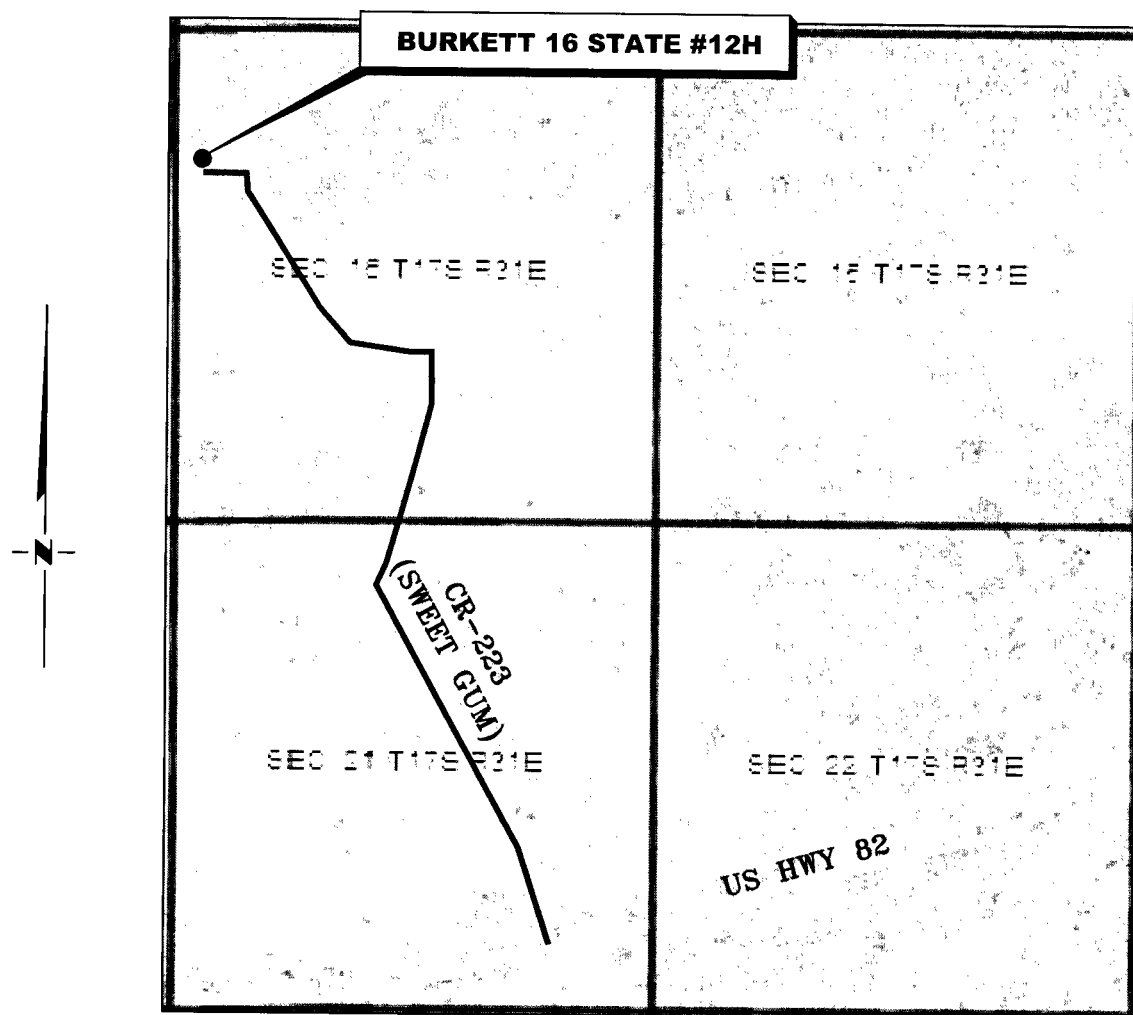 BURKETT 16 STATE #12H
SEC 16 T17S R31E
SEC 15 T17S R31E
N
CR-223
(SWEET GUM)
SEC 21 T17S R31E
SEC 22 T17S R31E
US HWY 82